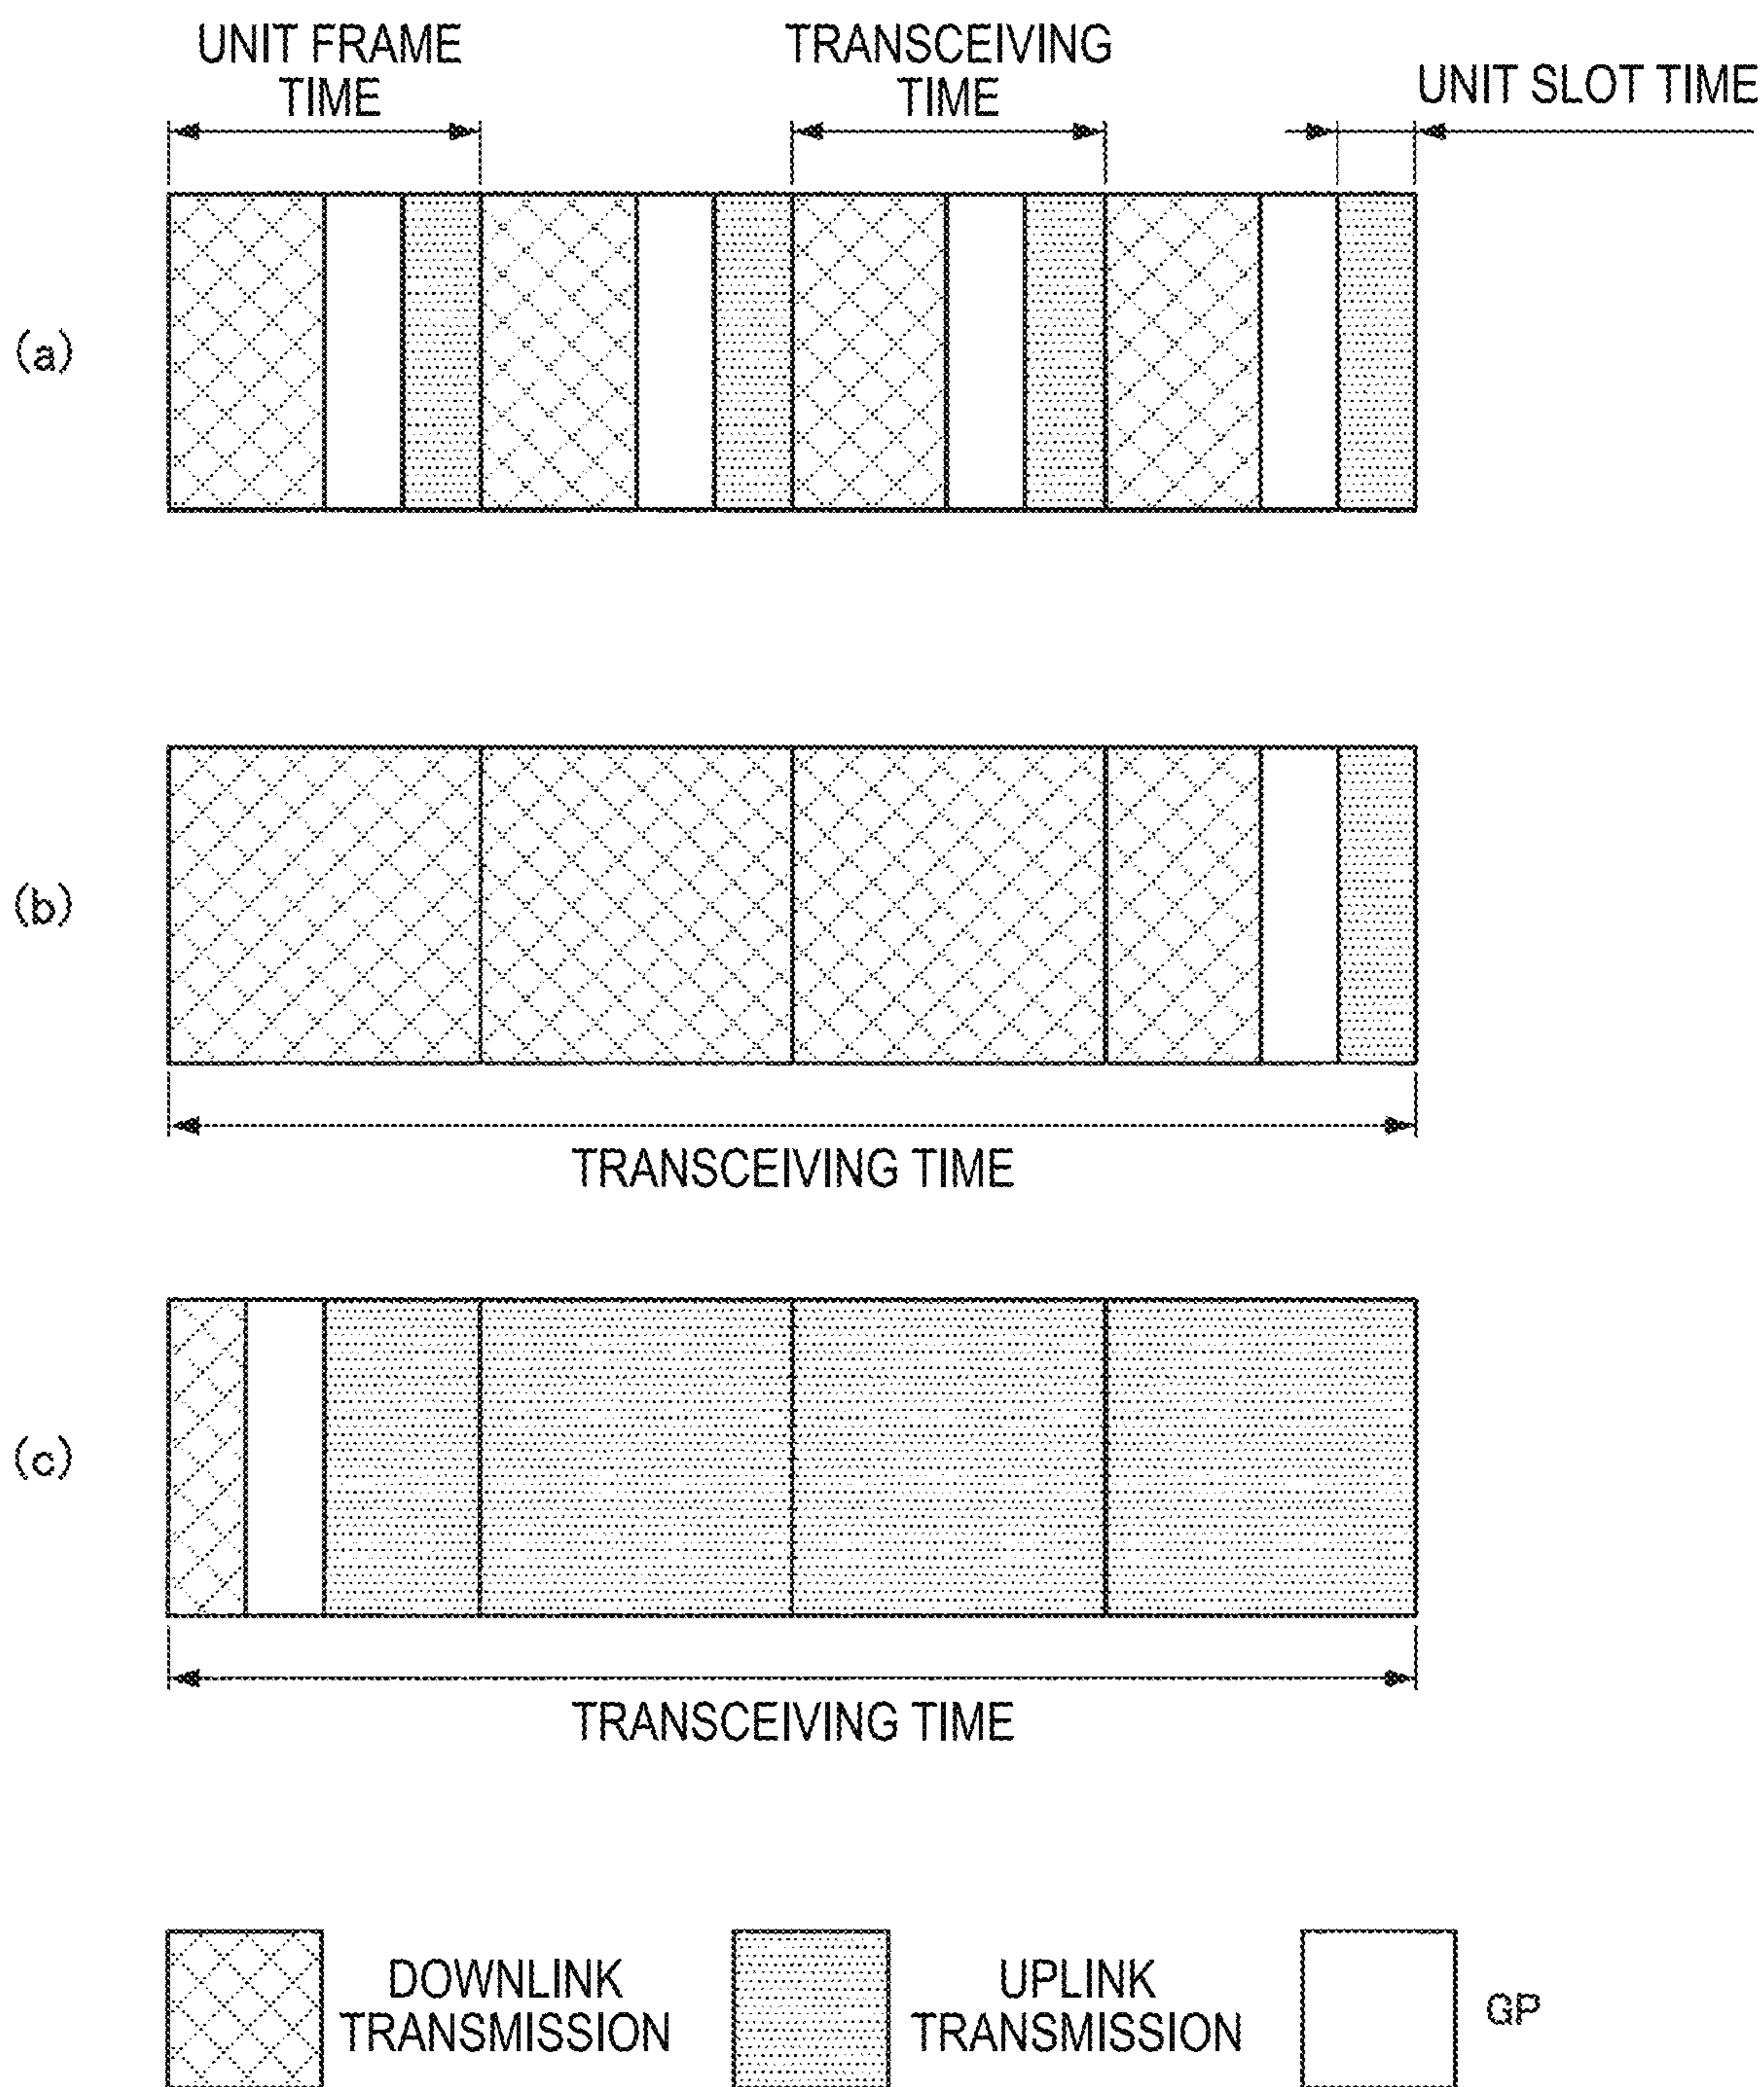 UNIT FRAME
TIME
TRANSCEIVING
TIME
UNIT SLOT TIME
(a)
(b)
TRANSCEIVING TIME
(c)
TRANSCEIVING TIME
DOWNLINK
TRANSMISSION
UPLINK
TRANSMISSION
GP